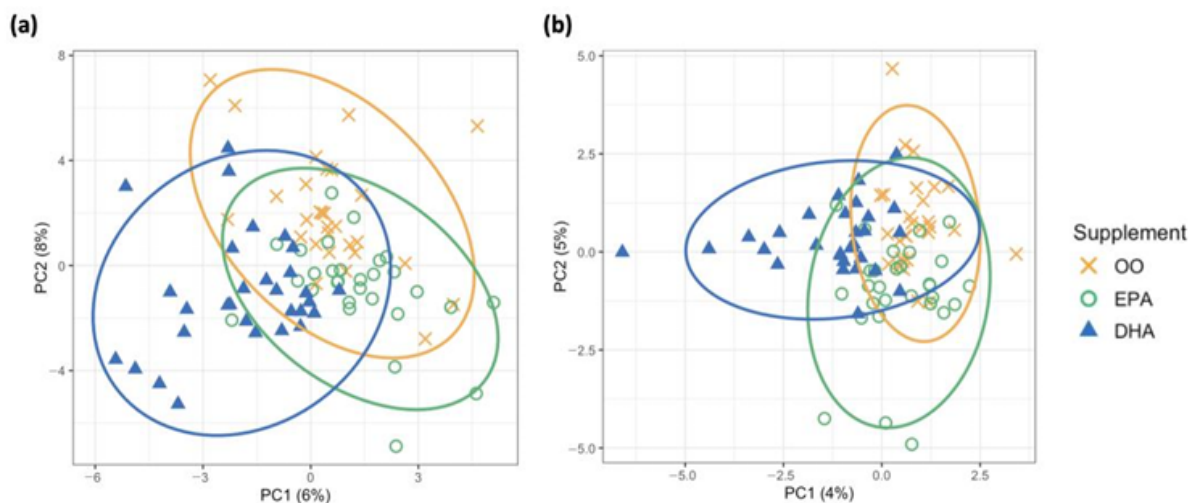 (a)
8
4
0
−4
PC2 (8%)
−6
−3
0
3
PC1 (6%)
(b)
5.0
2.5
0.0
−2.5
−5.0
PC2 (5%)
−5.0
−2.5
0.0
2.5
PC1 (4%)
Supplement
OO
EPA
DHA